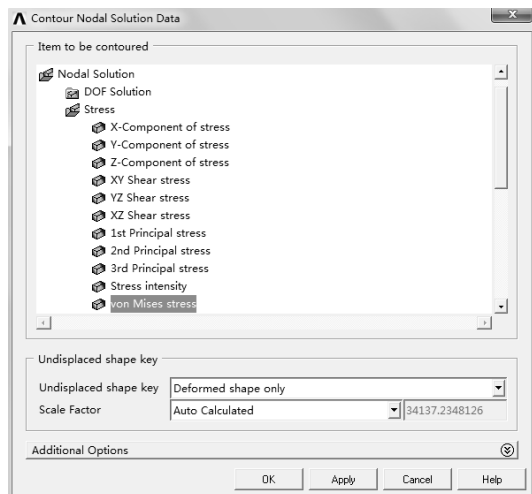 Contour Nodal Solution Data
Item to be contoured
Nodal Solution
DOF Solution
Stress
X-Component of stress
Y-Component of stress
Z-Component of stress
XY Shear stress
YZ Shear stress
XZ Shear stress
1st Principal stress
2nd Principal stress
3rd Principal stress
Stress intensity
von Mises stress
Undisplaced shape key
Undisplaced shape key Deformed shape only
Scale Factor Auto Calculated 34137.2348126
Additional Options
OK Apply Cancel Help